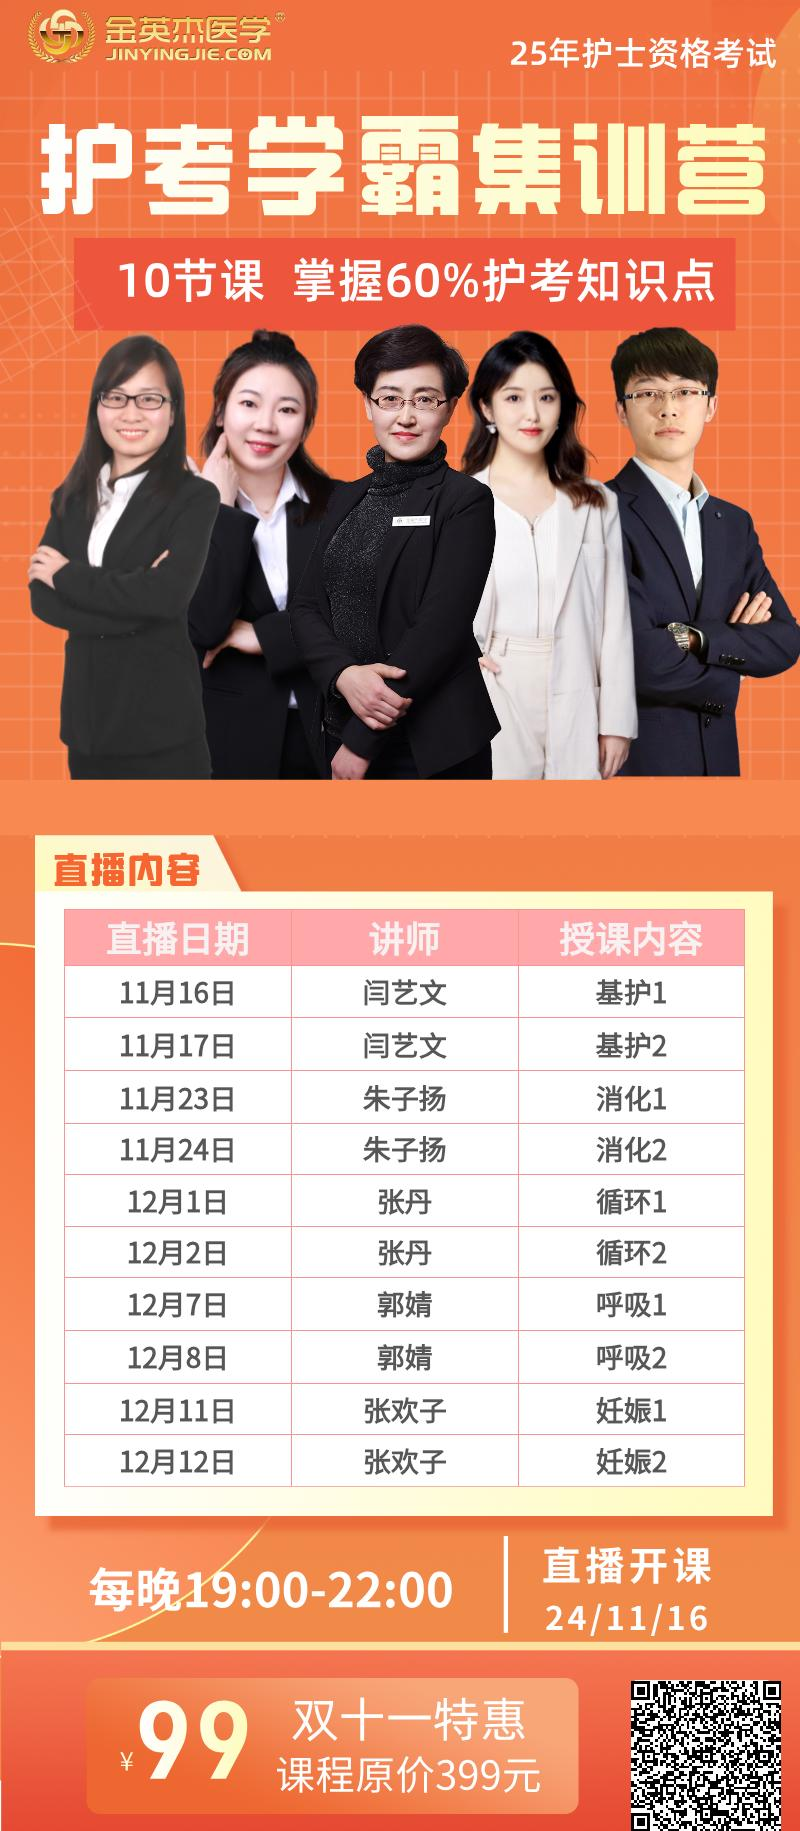 金英杰医学®
JINYINGJIE.COM
25年护士资格考试
护考学霸集训营
10节课 掌握60%护考知识点
直播内容
直播日期 讲师 授课内容
11月16日 闫艺文 基护1
11月17日 闫艺文 基护2
11月23日 朱子扬 消化1
11月24日 朱子扬 消化2
12月1日 张丹 循环1
12月2日 张丹 循环2
12月7日 郭婧 呼吸1
12月8日 郭婧 呼吸2
12月11日 张欢子 妊娠1
12月12日 张欢子 妊娠2
每晚19:00-22:00
直播开课
24/11/16
¥99
双十一特惠
课程原价399元